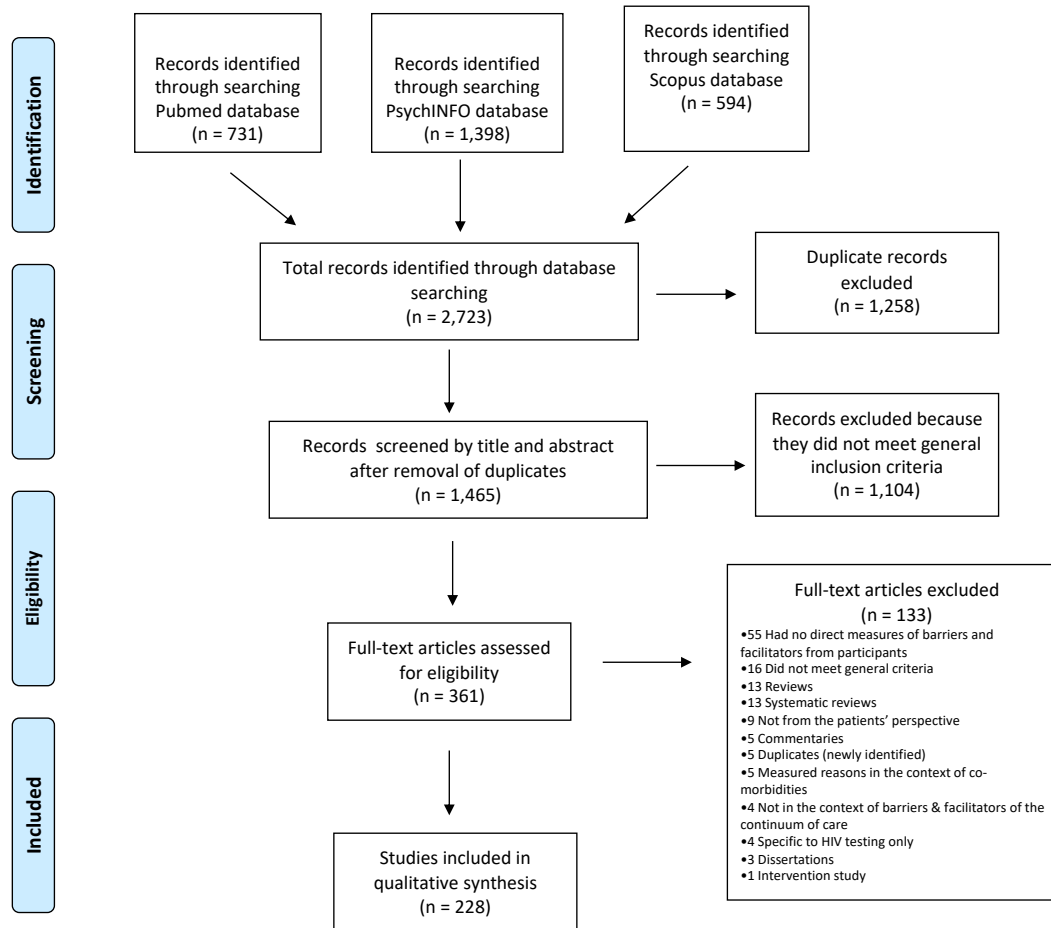 Identification
Records identified
through searching
Pubmed database
(n = 731)
Records identified
through searching
PsychINFO database
(n = 1,398)
Records identified
through searching
Scopus database
(n = 594)
Screening
Total records identified through database
searching
(n = 2,723)
Duplicate records
excluded
(n = 1,258)
Records screened by title and abstract
after removal of duplicates
(n = 1,465)
Records excluded because
they did not meet general
inclusion criteria
(n = 1,104)
Eligibility
Full-text articles assessed
for eligibility
(n = 361)
Full-text articles excluded
(n = 133)
•55 Had no direct measures of barriers and
facilitators from participants
•16 Did not meet general criteria
•13 Reviews
•13 Systematic reviews
•9 Not from the patients’ perspective
•5 Commentaries
•5 Duplicates (newly identified)
•5 Measured reasons in the context of co-
morbidities
•4 Not in the context of barriers & facilitators of the
continuum of care
•4 Specific to HIV testing only
•3 Dissertations
•1 Intervention study
Included
Studies included in
qualitative synthesis
(n = 228)